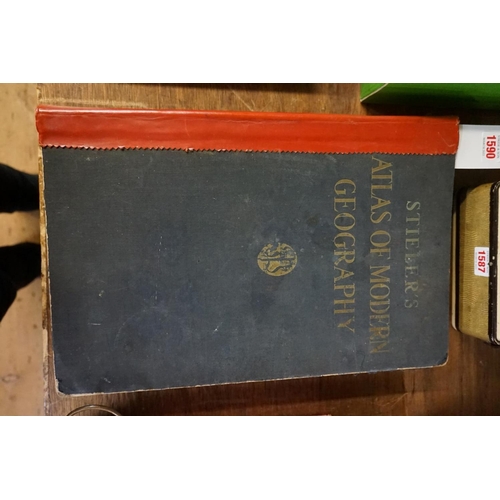 STIELER'S
ATLAS OF MODERN
GEOGRAPHY
1590
1587